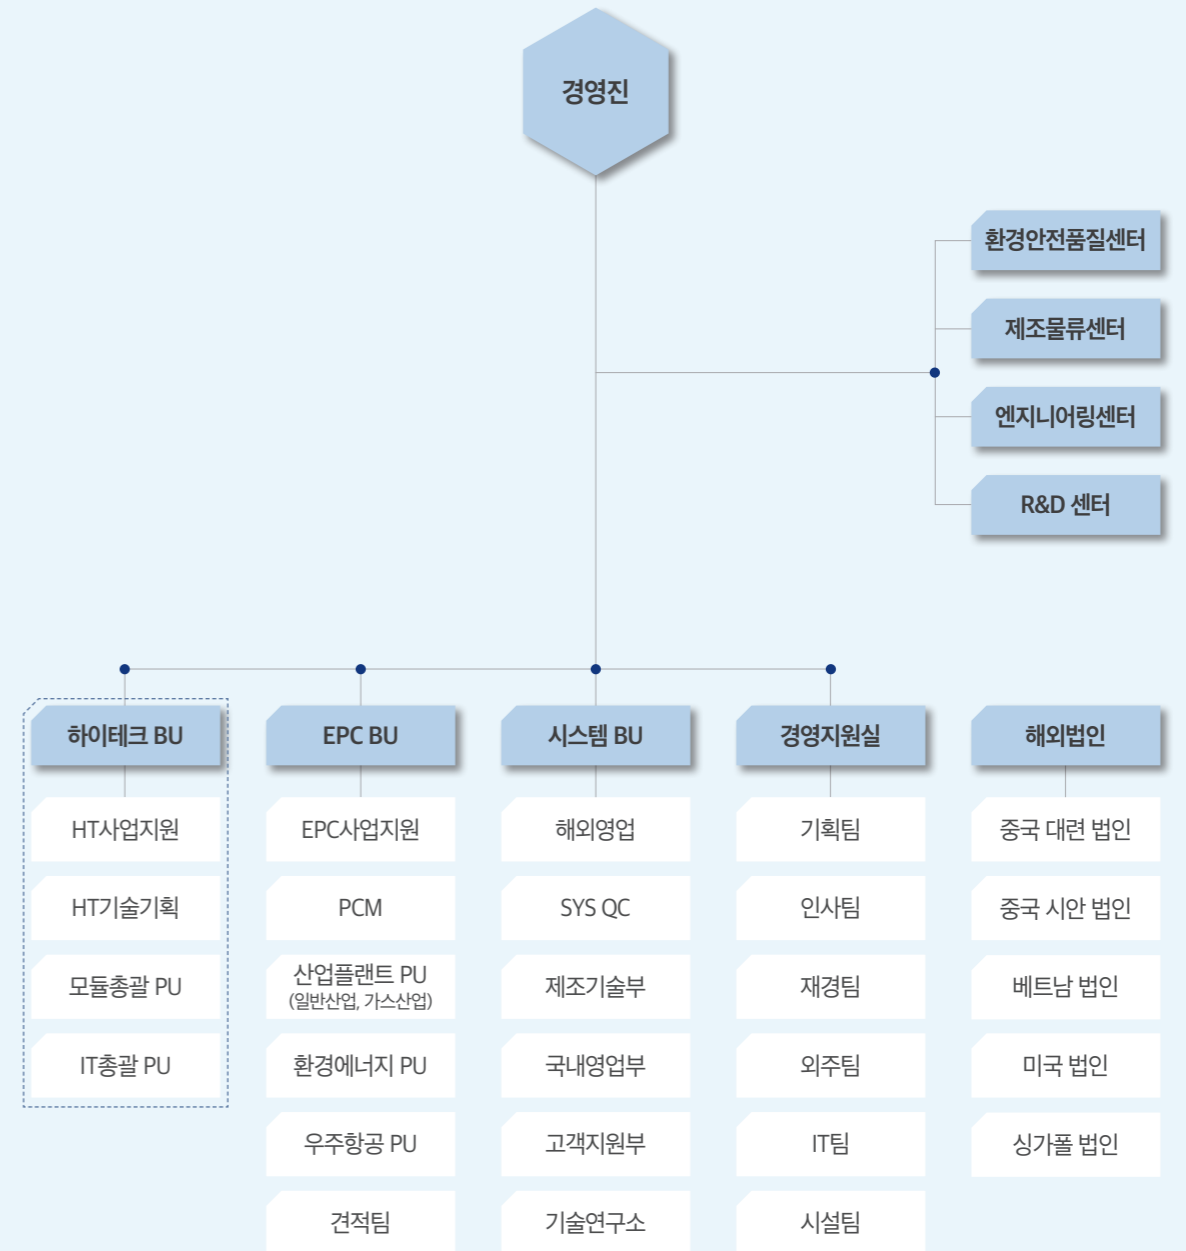 경영진
환경안전품질센터
제조물류센터
엔지니어링센터
R&D 센터
하이테크 BU
HT사업지원
HT기술기획
모듈총괄 PU
IT총괄 PU
EPC BU
EPC사업지원
PCM
산업플랜트 PU
(일반산업, 가스산업)
환경에너지 PU
우주항공 PU
견적팀
시스템 BU
해외영업
SYS QC
제조기술부
국내영업부
고객지원부
기술연구소
경영지원실
기획팀
인사팀
재경팀
외주팀
IT팀
시설팀
해외법인
중국 대련 법인
중국 시안 법인
베트남 법인
미국 법인
싱가폴 법인